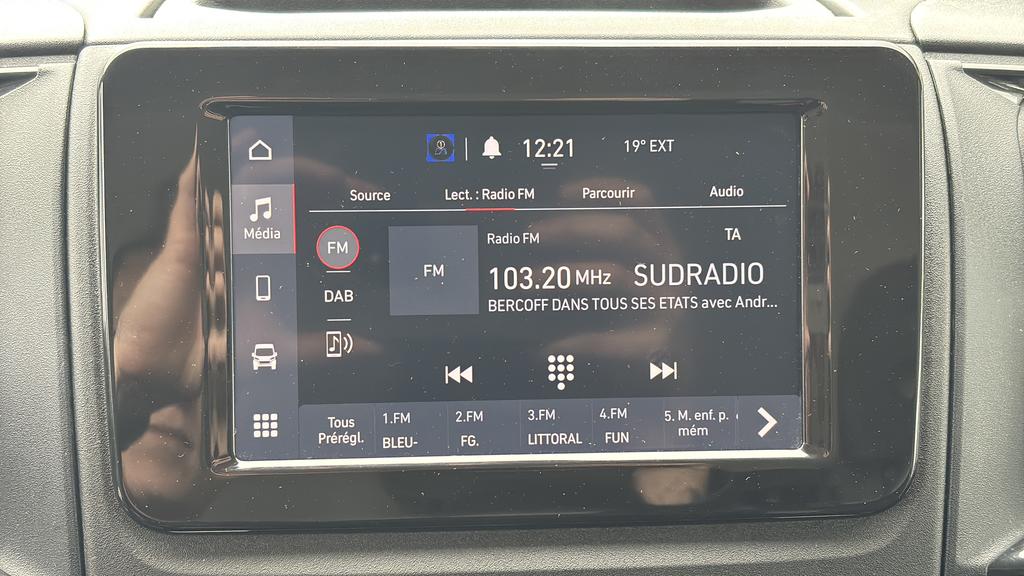 12:21 19° EXT
Source Lect. : Radio FM Parcourir Audio
Média
FM
DAB
FM
Radio FM TA
103.20 MHz SUDRADIO
BERCOFF DANS TOUS SES ETATS avec Andr...
Tous
Prérégl.
1.FM
BLEU-
2.FM
FG.
3.FM
LITTORAL
4.FM
FUN
5. M. enf. p.
mém